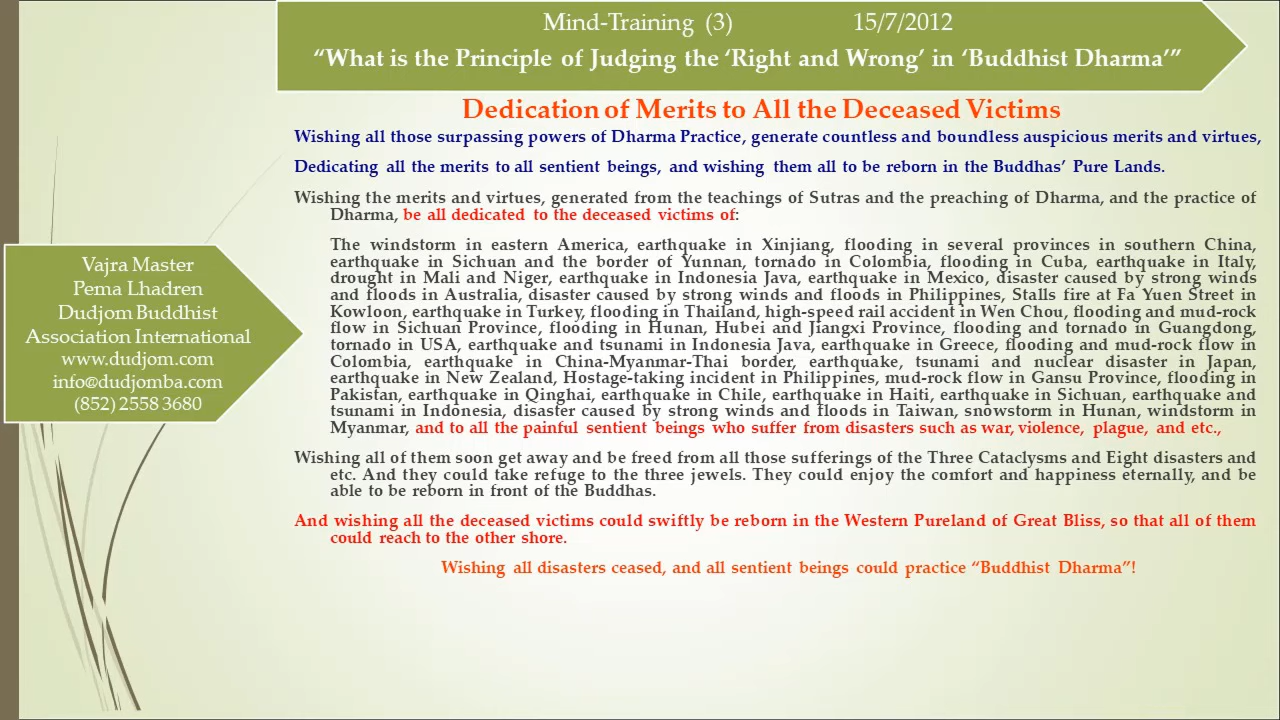 Mind-Training (3) 15/7/2012
“What is the Principle of Judging the ‘Right and Wrong’ in ‘Buddhist Dharma’”
Dedication of Merits to All the Deceased Victims
Wishing all those surpassing powers of Dharma Practice, generate countless and boundless auspicious merits and virtues,
Dedicating all the merits to all sentient beings, and wishing them all to be reborn in the Buddhas’ Pure Lands.
Wishing the merits and virtues, generated from the teachings of Sutras and the preaching of Dharma, and the practice of
Dharma, be all dedicated to the deceased victims of:
The windstorm in eastern America, earthquake in Xinjiang, flooding in several provinces in southern China,
earthquake in Sichuan and the border of Yunnan, tornado in Colombia, flooding in Cuba, earthquake in Italy,
drought in Mali and Niger, earthquake in Indonesia Java, earthquake in Mexico, disaster caused by strong winds
and floods in Australia, disaster caused by strong winds and floods in Philippines, Stalls fire at Fa Yuen Street in
Kowloon, earthquake in Turkey, flooding in Thailand, high-speed rail accident in Wen Chou, flooding and mud-rock
flow in Sichuan Province, flooding in Hunan, Hubei and Jiangxi Province, flooding and tornado in Guangdong,
tornado in USA, earthquake and tsunami in Indonesia Java, earthquake in Greece, flooding and mud-rock flow in
Colombia, earthquake in China-Myanmar-Thai border, earthquake, tsunami and nuclear disaster in Japan,
earthquake in New Zealand, Hostage-taking incident in Philippines, mud-rock flow in Gansu Province, flooding in
Pakistan, earthquake in Qinghai, earthquake in Chile, earthquake in Haiti, earthquake in Sichuan, earthquake and
tsunami in Indonesia, disaster caused by strong winds and floods in Taiwan, snowstorm in Hunan, windstorm in
Myanmar, and to all the painful sentient beings who suffer from disasters such as war, violence, plague, and etc.,
Wishing all of them soon get away and be freed from all those sufferings of the Three Cataclysms and Eight disasters and
etc. And they could take refuge to the three jewels. They could enjoy the comfort and happiness eternally, and be
able to be reborn in front of the Buddhas.
And wishing all the deceased victims could swiftly be reborn in the Western Pureland of Great Bliss, so that all of them
could reach to the other shore.
Wishing all disasters ceased, and all sentient beings could practice “Buddhist Dharma”!
Vajra Master
Pema Lhadren
Dudjom Buddhist
Association International
www.dudjom.com
info@dudjomba.com
(852) 2558 3680